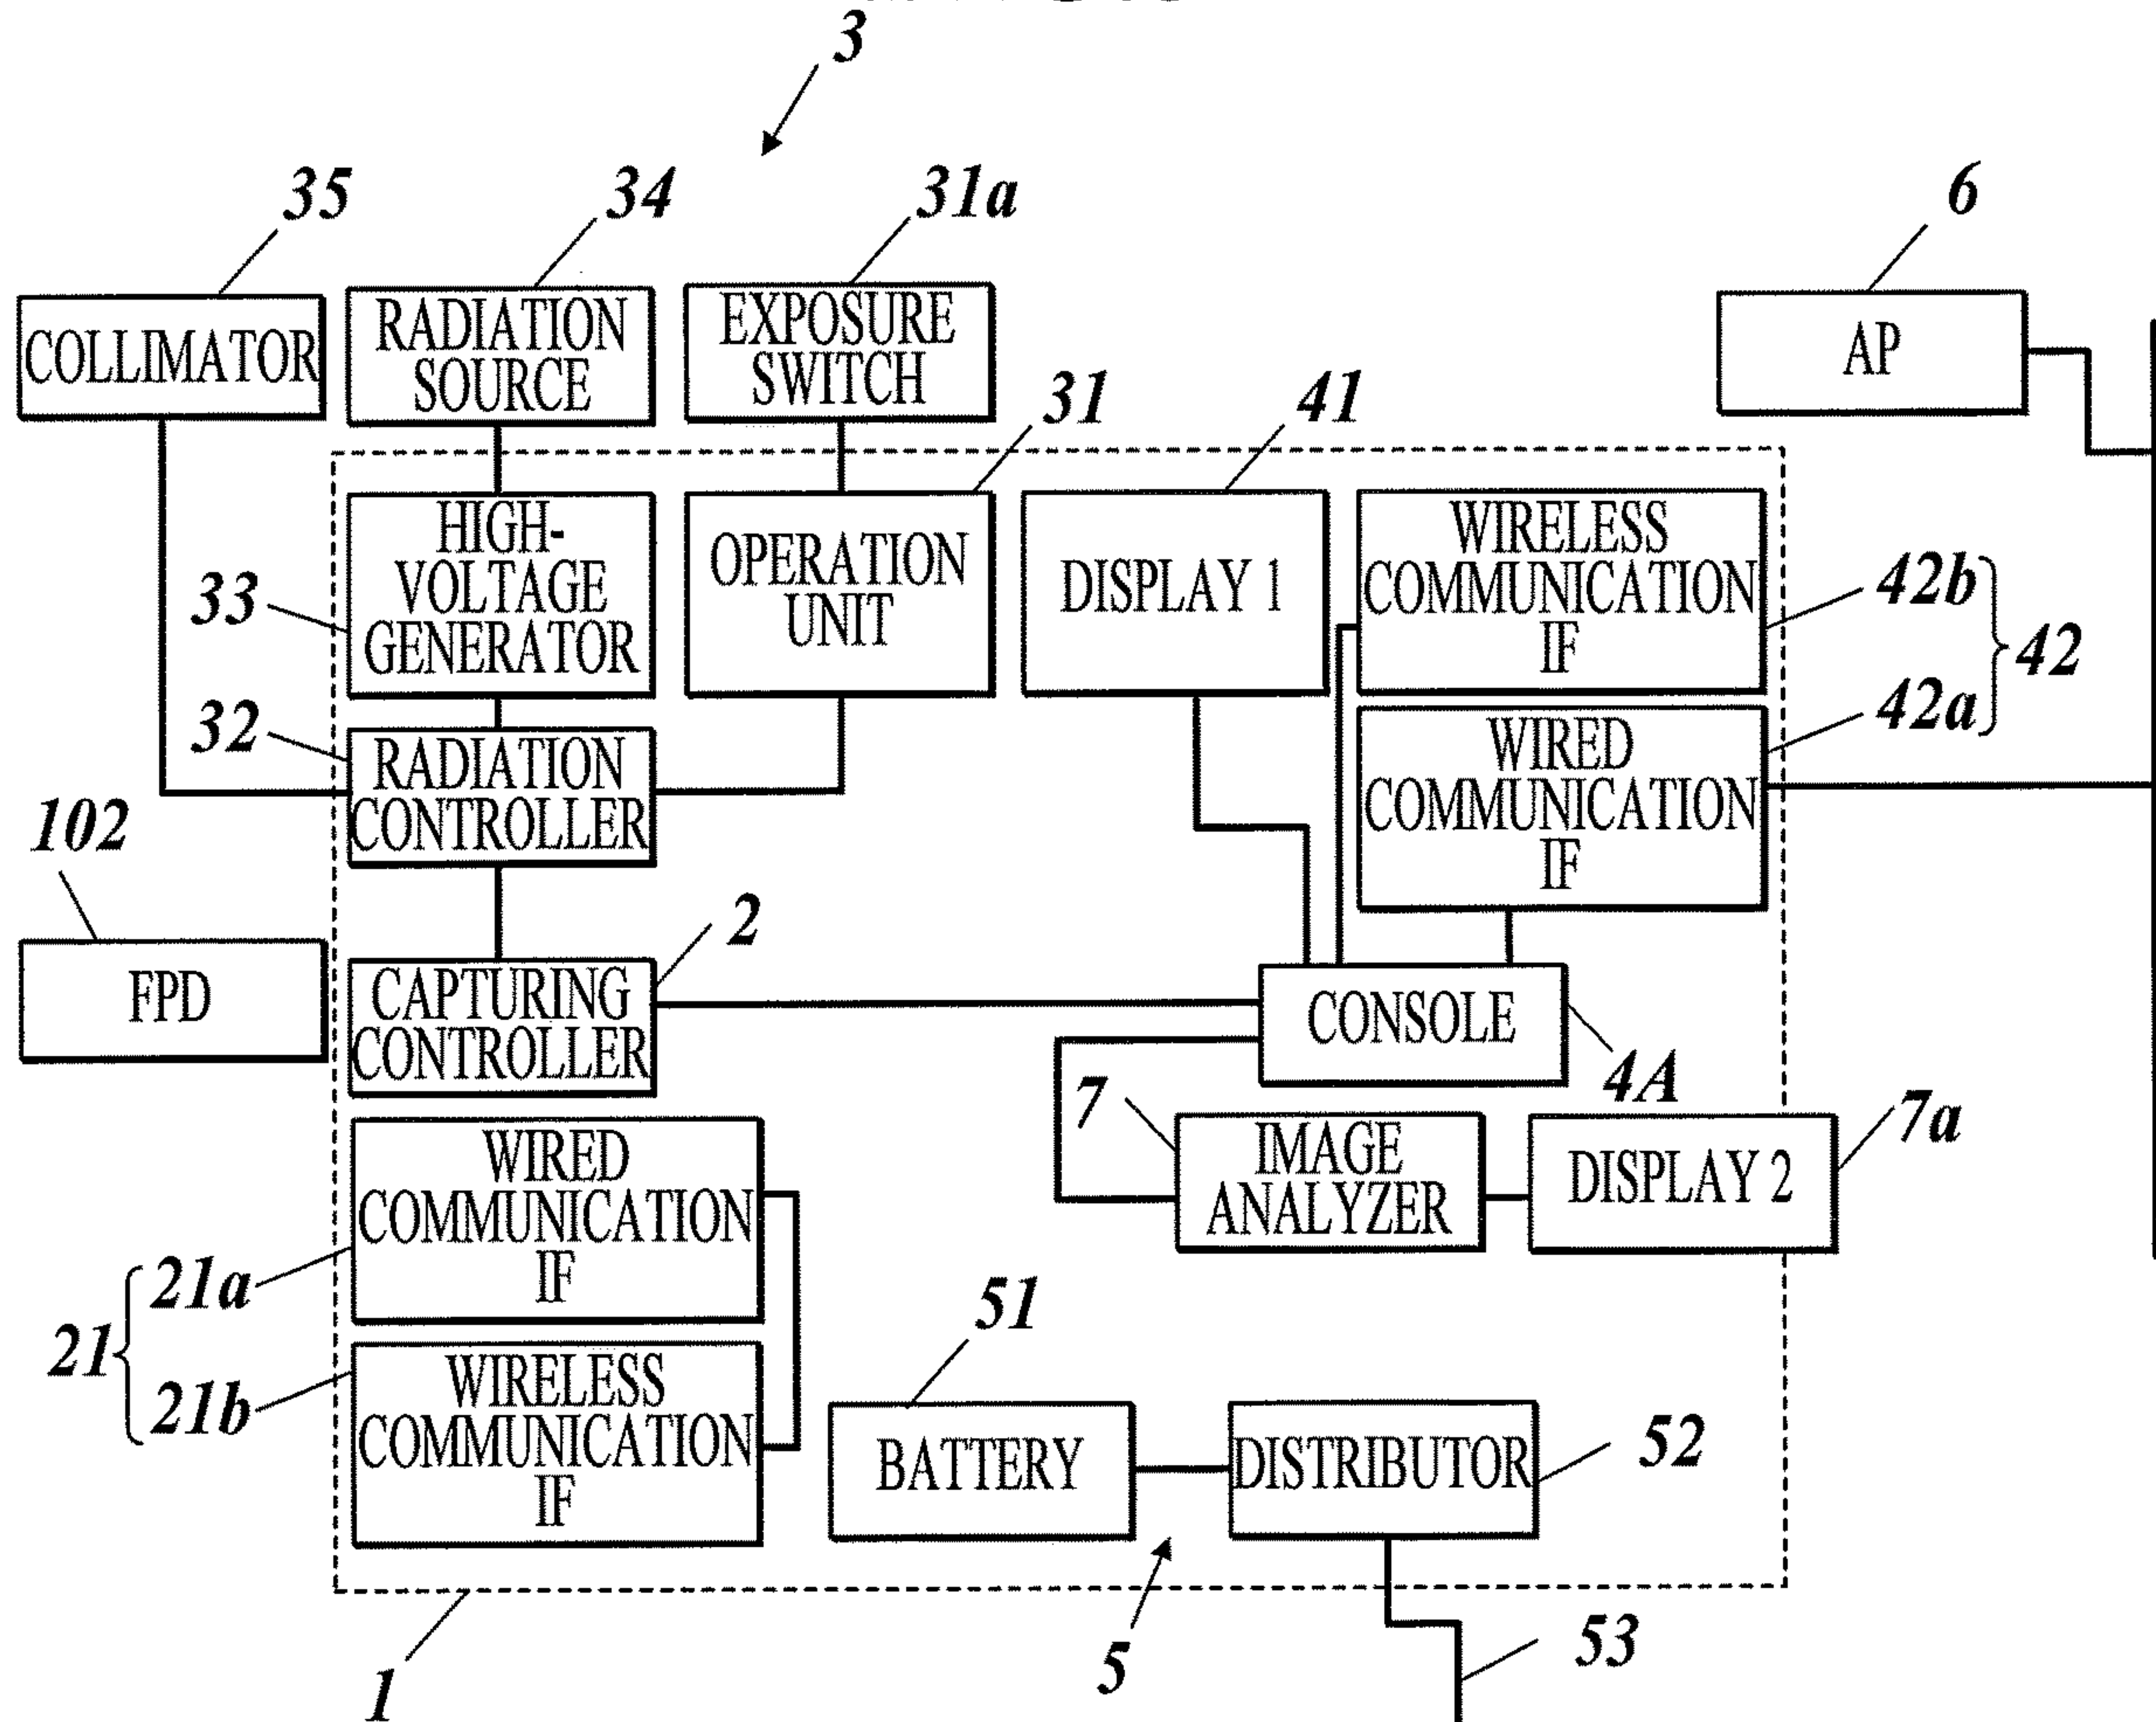 3
35
34
31a
6
COLLIMATOR
RADIATION
SOURCE
EXPOSURE
SWITCH
AP
31
41
HIGH-
VOLTAGE
GENERATOR
OPERATION
UNIT
DISPLAY 1
WIRELESS
COMMUNICATION
IF
33
42b
42
32
42a
RADIATION
CONTROLLER
WIRED
COMMUNICATION
IF
102
2
FPD
CAPTURING
CONTROLLER
CONSOLE
4A
7
7a
WIRED
COMMUNICATION
IF
IMAGE
ANALYZER
DISPLAY 2
21a
21
21b
51
WIRELESS
COMMUNICATION
IF
BATTERY
DISTRIBUTOR
52
1
5
53